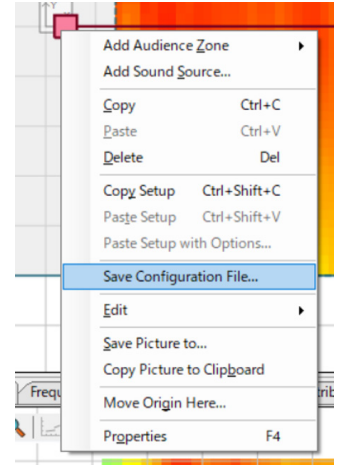 Y
Add Audience Zone
Add Sound Source...
Copy Ctrl+C
Paste Ctrl+V
Delete Del
Copy Setup Ctrl+Shift+C
Paste Setup Ctrl+Shift+V
Paste Setup with Options...
Save Configuration File...
Edit
Save Picture to...
Copy Picture to Clipboard
Frequ
trib
Move Origin Here...
Properties F4